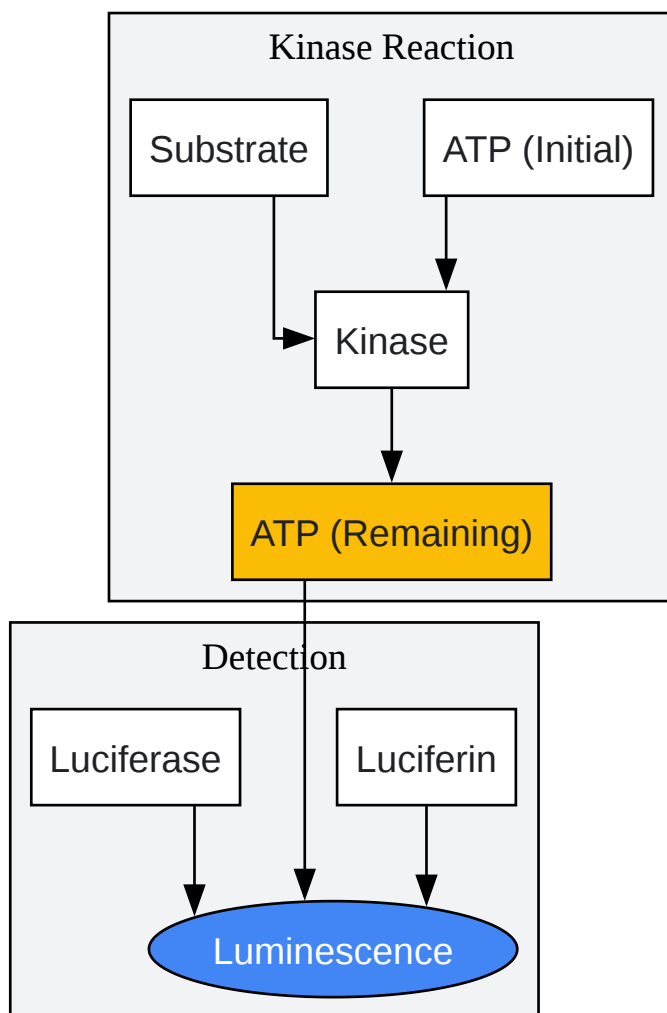 Kinase Reaction
Substrate
ATP (Initial)
Kinase
ATP (Remaining)
Detection
Luciferase
Luciferin
Luminescence